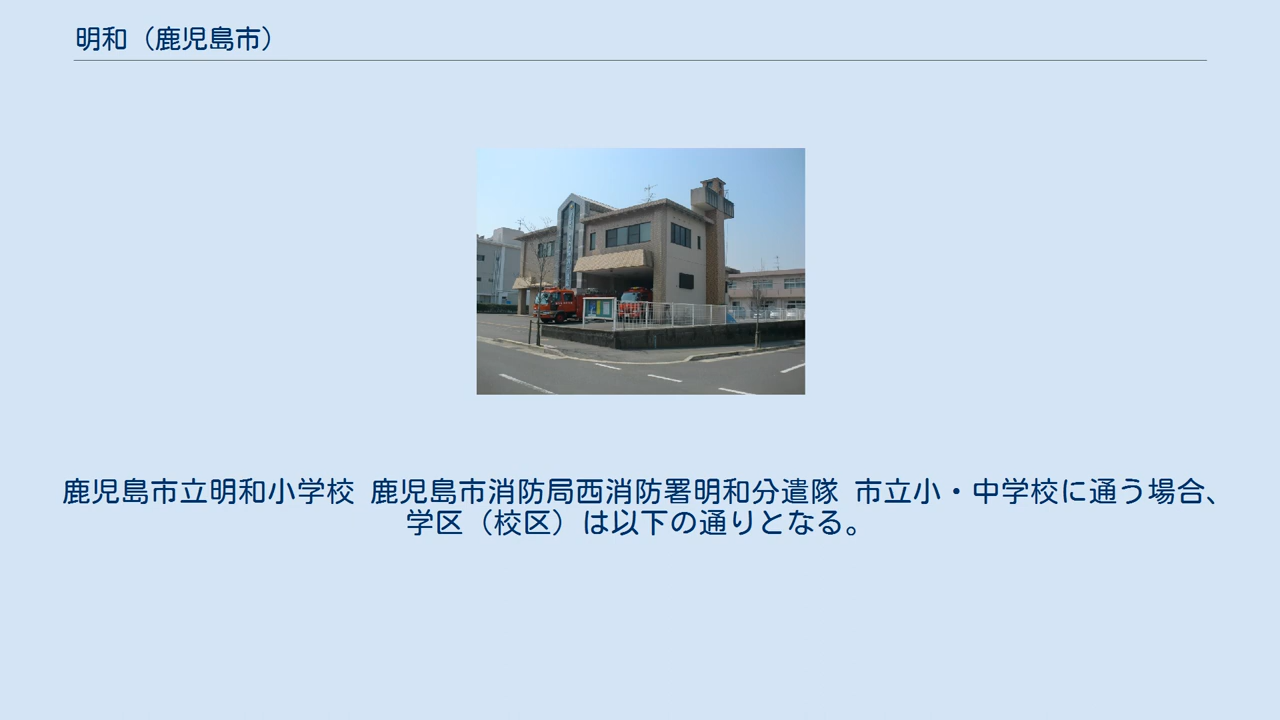 明和（鹿児島市）
鹿児島市立明和小学校 鹿児島市消防局西消防署明和分遣隊 市立小・中学校に通う場合、
学区（校区）は以下の通りとなる。